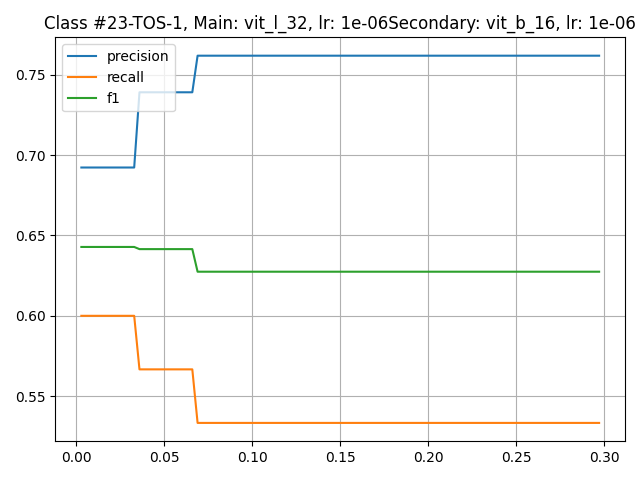 Class #23-TOS-1, Main: vit_l_32, lr: 1e-06Secondary: vit_b_16, lr: 1e-06
precision
recall
f1
0.75
0.70
0.65
0.60
0.55
0.00 0.05 0.10 0.15 0.20 0.25 0.30